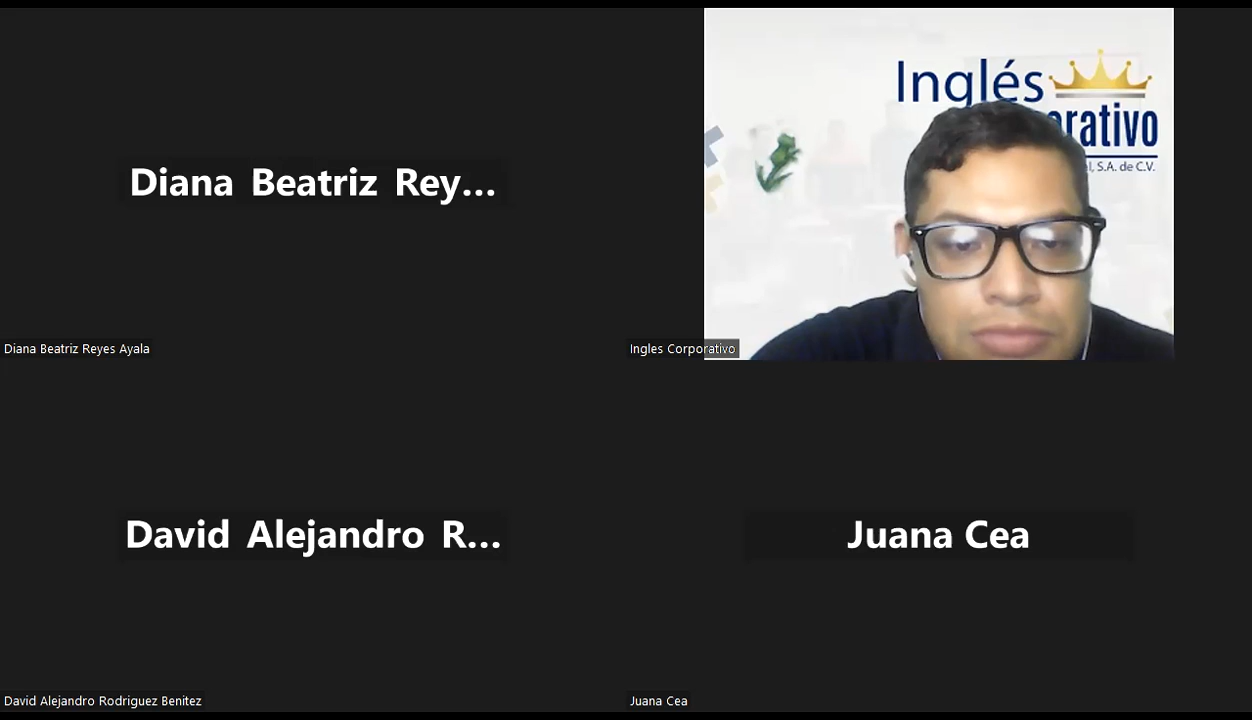 Diana Beatriz Rey...
Diana Beatriz Reyes Ayala
Inglés
orativo
, S.A. de C.V.
Ingles Corporativo
David Alejandro R...
David Alejandro Rodriguez Benitez
Juana Cea
Juana Cea